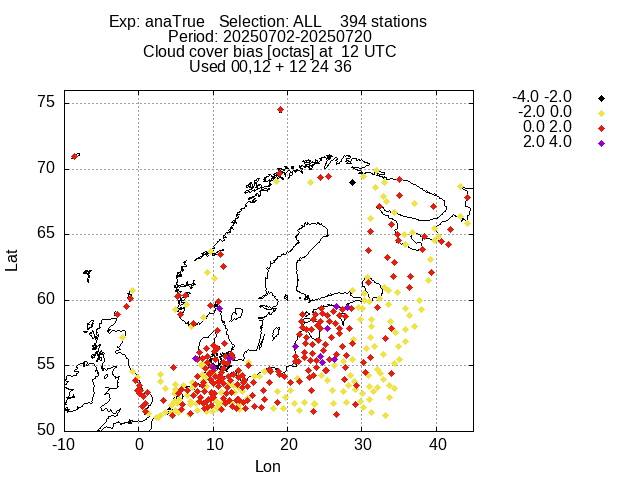 Exp: anaTrue   Selection: ALL    394 stations
Period: 20250702-20250720
Cloud cover bias [octas] at  12 UTC
Used 00,12 + 12 24 36
-4.0 -2.0
-2.0 0.0
0.0 2.0
2.0 4.0
75
70
65
60
55
50
Lat
-10 0 10 20 30 40
Lon